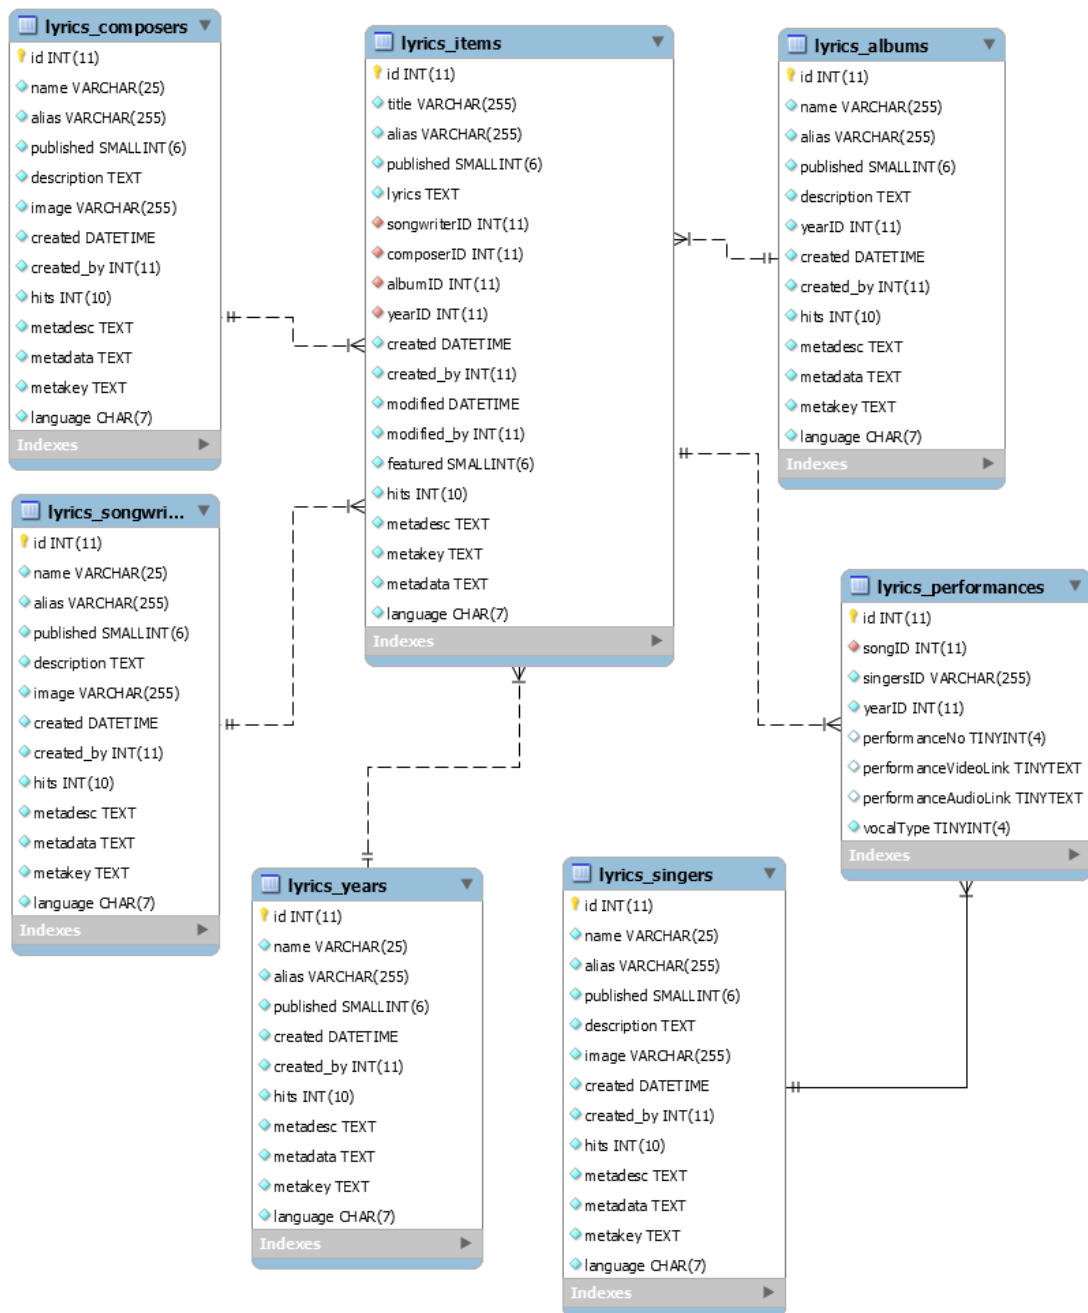 lyrics_composers
id INT(11)
name VARCHAR(25)
alias VARCHAR(255)
published SMALLINT(6)
description TEXT
image VARCHAR(255)
created DATETIME
created_by INT(11)
hits INT(10)
metadesc TEXT
metadata TEXT
metakey TEXT
language CHAR(7)
Indexes
lyrics_items
id INT(11)
title VARCHAR(255)
alias VARCHAR(255)
published SMALLINT(6)
lyrics TEXT
songwriterID INT(11)
composerID INT(11)
albumID INT(11)
yearID INT(11)
created DATETIME
created_by INT(11)
modified DATETIME
modified_by INT(11)
featured SMALLINT(6)
hits INT(10)
metadesc TEXT
metakey TEXT
metadata TEXT
language CHAR(7)
Indexes
lyrics_albums
id INT(11)
name VARCHAR(255)
alias VARCHAR(255)
published SMALLINT(6)
description TEXT
yearID INT(11)
created DATETIME
created_by INT(11)
hits INT(10)
metadesc TEXT
metadata TEXT
metakey TEXT
language CHAR(7)
Indexes
lyrics_songwri...
id INT(11)
name VARCHAR(25)
alias VARCHAR(255)
published SMALLINT(6)
description TEXT
image VARCHAR(255)
created DATETIME
created_by INT(11)
hits INT(10)
metadesc TEXT
metadata TEXT
metakey TEXT
language CHAR(7)
Indexes
lyrics_performances
id INT(11)
songID INT(11)
singersID VARCHAR(255)
yearID INT(11)
performanceNo TINYINT(4)
performanceVideoLink TINYTEXT
performanceAudioLink TINYTEXT
vocalType TINYINT(4)
Indexes
lyrics_years
id INT(11)
name VARCHAR(25)
alias VARCHAR(255)
published SMALLINT(6)
created DATETIME
created_by INT(11)
hits INT(10)
metadesc TEXT
metadata TEXT
metakey TEXT
language CHAR(7)
Indexes
lyrics_singers
id INT(11)
name VARCHAR(25)
alias VARCHAR(255)
published SMALLINT(6)
description TEXT
image VARCHAR(255)
created DATETIME
created_by INT(11)
hits INT(10)
metadesc TEXT
metadata TEXT
metakey TEXT
language CHAR(7)
Indexes